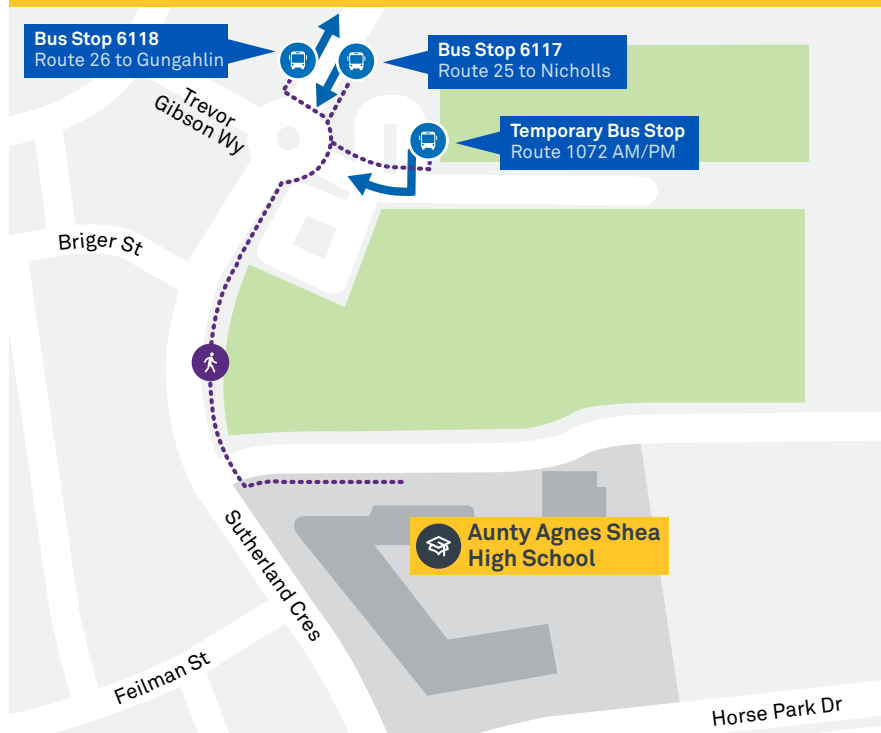 Bus Stop 6118
Route 26 to Gungahlin
Bus Stop 6117
Route 25 to Nicholls
Trevor
Gibson Wy
Temporary Bus Stop
Route 1072 AM/PM
Briger St
Aunty Agnes Shea
High School
Sutherland Cres
Feilman St
Horse Park Dr